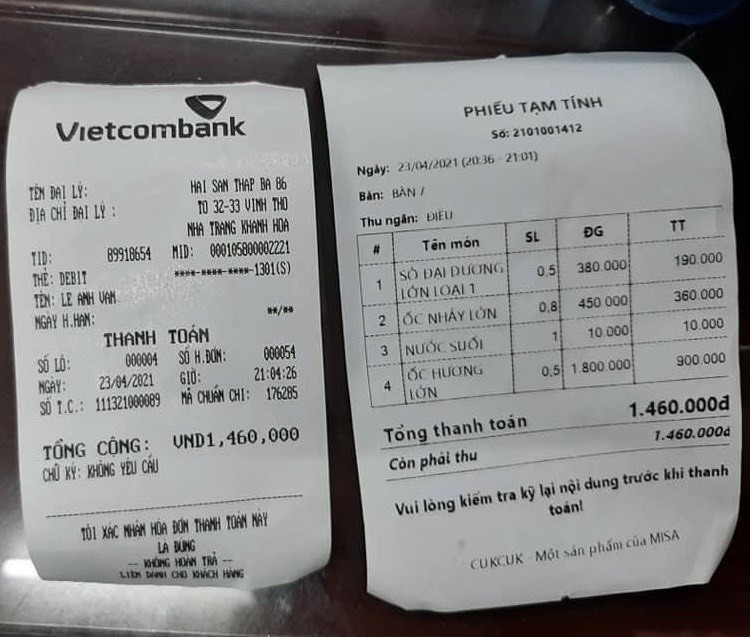 Vietcombank
TÊN ĐẠI LÝ: HAI SAN THAP BA 86
ĐỊA CHỈ ĐẠI LÝ : TO 32-33 VINH THO
NHA TRANG KHANH HOA
TID: 89918654 MID: 000105800002221
THẺ: DEBIT ****-****-****-1301(S)
TÊN: LE ANH VAN
NGÀY H.HẠN: **/**
THANH TOÁN
SỐ LÔ: 000004 SỐ H.ĐƠN: 000054
NGÀY: 23/04/2021 GIỜ: 21:04:26
SỐ T.C.: 111321000089 MÃ CHUẨN CHI: 176285
TỔNG CỘNG: VND1,460,000
CHỮ KÝ: KHÔNG YÊU CẦU
TÔI XÁC NHẬN HÓA ĐƠN THANH TOÁN NÀY
LÀ ĐÚNG
-- KHÔNG HOÀN TRẢ --
LIÊN DÀNH CHO KHÁCH HÀNG
PHIẾU TẠM TÍNH
Số: 2101001412
Ngày: 23/04/2021 (20:36 - 21:01)
Bàn: BÀN 7
Thu ngân: ĐIỀU
# Tên món SL ĐG TT
1 SÒ ĐẠI DƯƠNG 0,5 380.000 190.000
LỚN LOẠI 1
2 ỐC NHẢY LỚN 0,8 450.000 360.000
3 NƯỚC SUỐI 1 10.000 10.000
4 ỐC HƯƠNG 0,5 1.800.000 900.000
LỚN
Tổng thanh toán 1.460.000đ
Còn phải thu 1.460.000đ
Vui lòng kiểm tra kỹ lại nội dung trước khi thanh
toán!
CUKCUK - Một sản phẩm của MISA